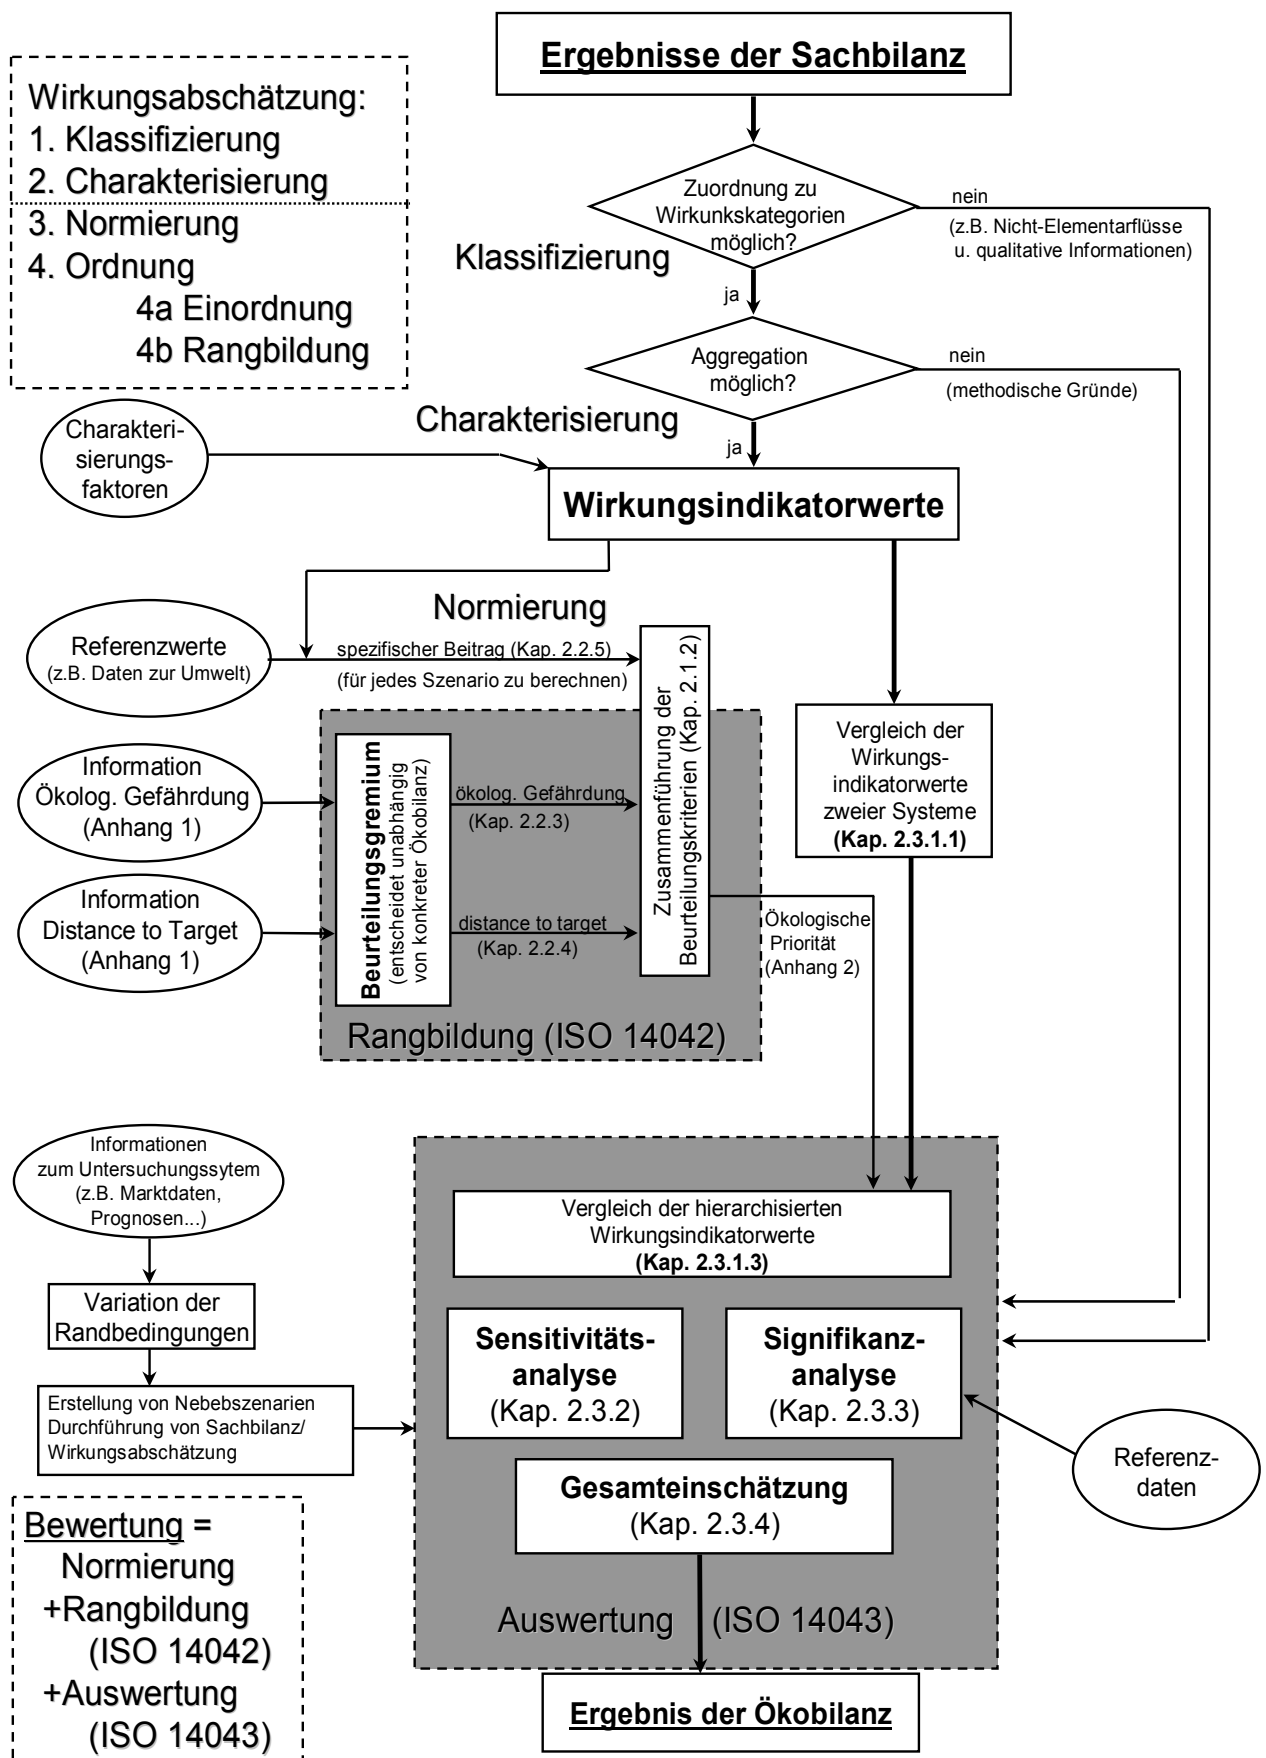 Ergebnisse der Sachbilanz
Wirkungsabschätzung:
1. Klassifizierung
2. Charakterisierung
3. Normierung
4. Ordnung
4a Einordnung
4b Rangbildung
Zuordnung zu
Wirkunkskategorien
möglich?
nein
(z.B. Nicht-Elementarflüsse
u. qualitative Informationen)
Klassifizierung
ja
Aggregation
möglich?
nein
(methodische Gründe)
Charakterisierung
ja
Charakteri-
sierungs-
faktoren
Wirkungsindikatorwerte
Normierung
Referenzwerte
(z.B. Daten zur Umwelt)
spezifischer Beitrag (Kap. 2.2.5)
(für jedes Szenario zu berechnen)
Zusammenführung der
Beurteilungskriterien (Kap. 2.1.2)
Vergleich der
Wirkungs-
indikatorwerte
zweier Systeme
(Kap. 2.3.1.1)
Information
Ökolog. Gefährdung
(Anhang 1)
Beurteilungsgremium
(entscheidet unabhängig
von konkreter Ökobilanz)
ökolog. Gefährdung
(Kap. 2.2.3)
Information
Distance to Target
(Anhang 1)
distance to target
(Kap. 2.2.4)
Ökologische
Priorität
(Anhang 2)
Rangbildung (ISO 14042)
Informationen
zum Untersuchungssytem
(z.B. Marktdaten,
Prognosen...)
Vergleich der hierarchisierten
Wirkungsindikatorwerte
(Kap. 2.3.1.3)
Variation der
Randbedingungen
Sensitivitäts-
analyse
(Kap. 2.3.2)
Signifikanz-
analyse
(Kap. 2.3.3)
Erstellung von Nebebszenarien
Durchführung von Sachbilanz/
Wirkungsabschätzung
Referenz-
daten
Gesamteinschätzung
(Kap. 2.3.4)
Bewertung =
Normierung
+Rangbildung
(ISO 14042)
+Auswertung
(ISO 14043)
Auswertung (ISO 14043)
Ergebnis der Ökobilanz